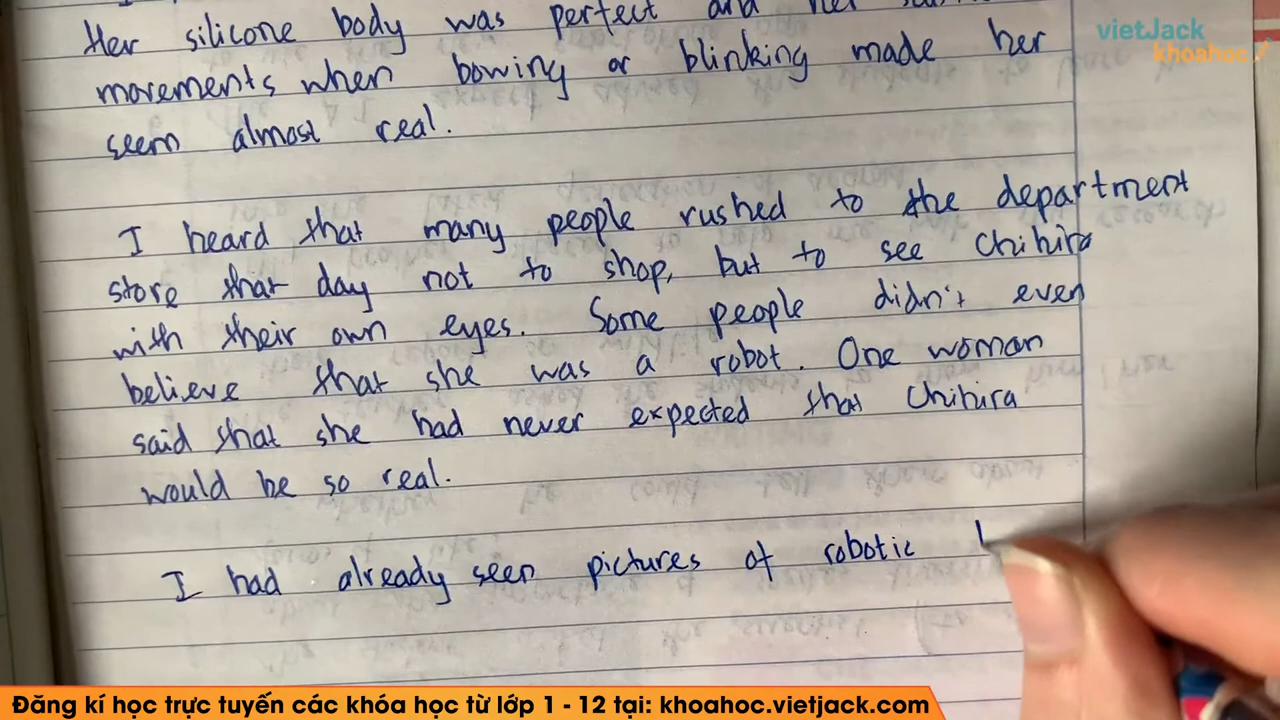 Her silicone body was perfect and her
movements when bowing or blinking made her
seem almost real.
I heard that many people rushed to the department
store that day not to shop, but to see Chihira
with their own eyes. Some people didn't even
believe that she was a robot. One woman
said that she had never expected that Chihira
would be so real.
I had already seen pictures of robotic
vietJack
khoahoc
Đăng kí học trực tuyến các khóa học từ lớp 1 - 12 tại: khoahoc.vietjack.com